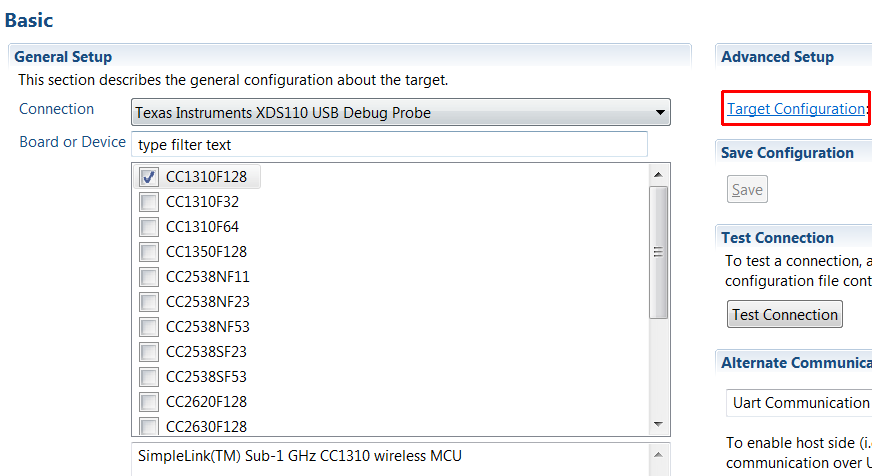 Basic
General Setup
This section describes the general configuration about the target.
Connection
Texas Instruments XDS110 USB Debug Probe
Board or Device
type filter text
CC1310F128
CC1310F32
CC1310F64
CC1350F128
CC2538NF11
CC2538NF23
CC2538NF53
CC2538SF23
CC2538SF53
CC2620F128
CC2630F128
SimpleLink(TM) Sub-1 GHz CC1310 wireless MCU
Advanced Setup
Target Configuration:
Save Configuration
Save
Test Connection
To test a connection, a
configuration file cont
Test Connection
Alternate Communica
Uart Communication
To enable host side (i.
communication over U